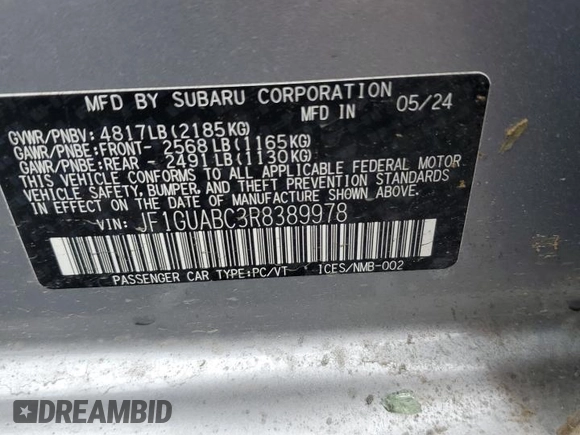 MFD BY SUBARU CORPORATION
MFD IN 05/24
GVWR/PNBV: 4817LB(2185KG)
GAWR/PNBE:FRONT- 2568LB(1165KG)
GAWR/PNBE:REAR - 2491LB(1130KG)
THIS VEHICLE CONFORMS TO ALL APPLICABLE FEDERAL MOTOR
VEHICLE SAFETY, BUMPER, AND THEFT PREVENTION STANDARDS
IN EFFECT ON THE DATE OF MANUFACTURE SHOWN ABOVE.
VIN: JF1GUABC3R8389978
PASSENGER CAR TYPE:PC/VT ICES/NMB-002
DREAMBID